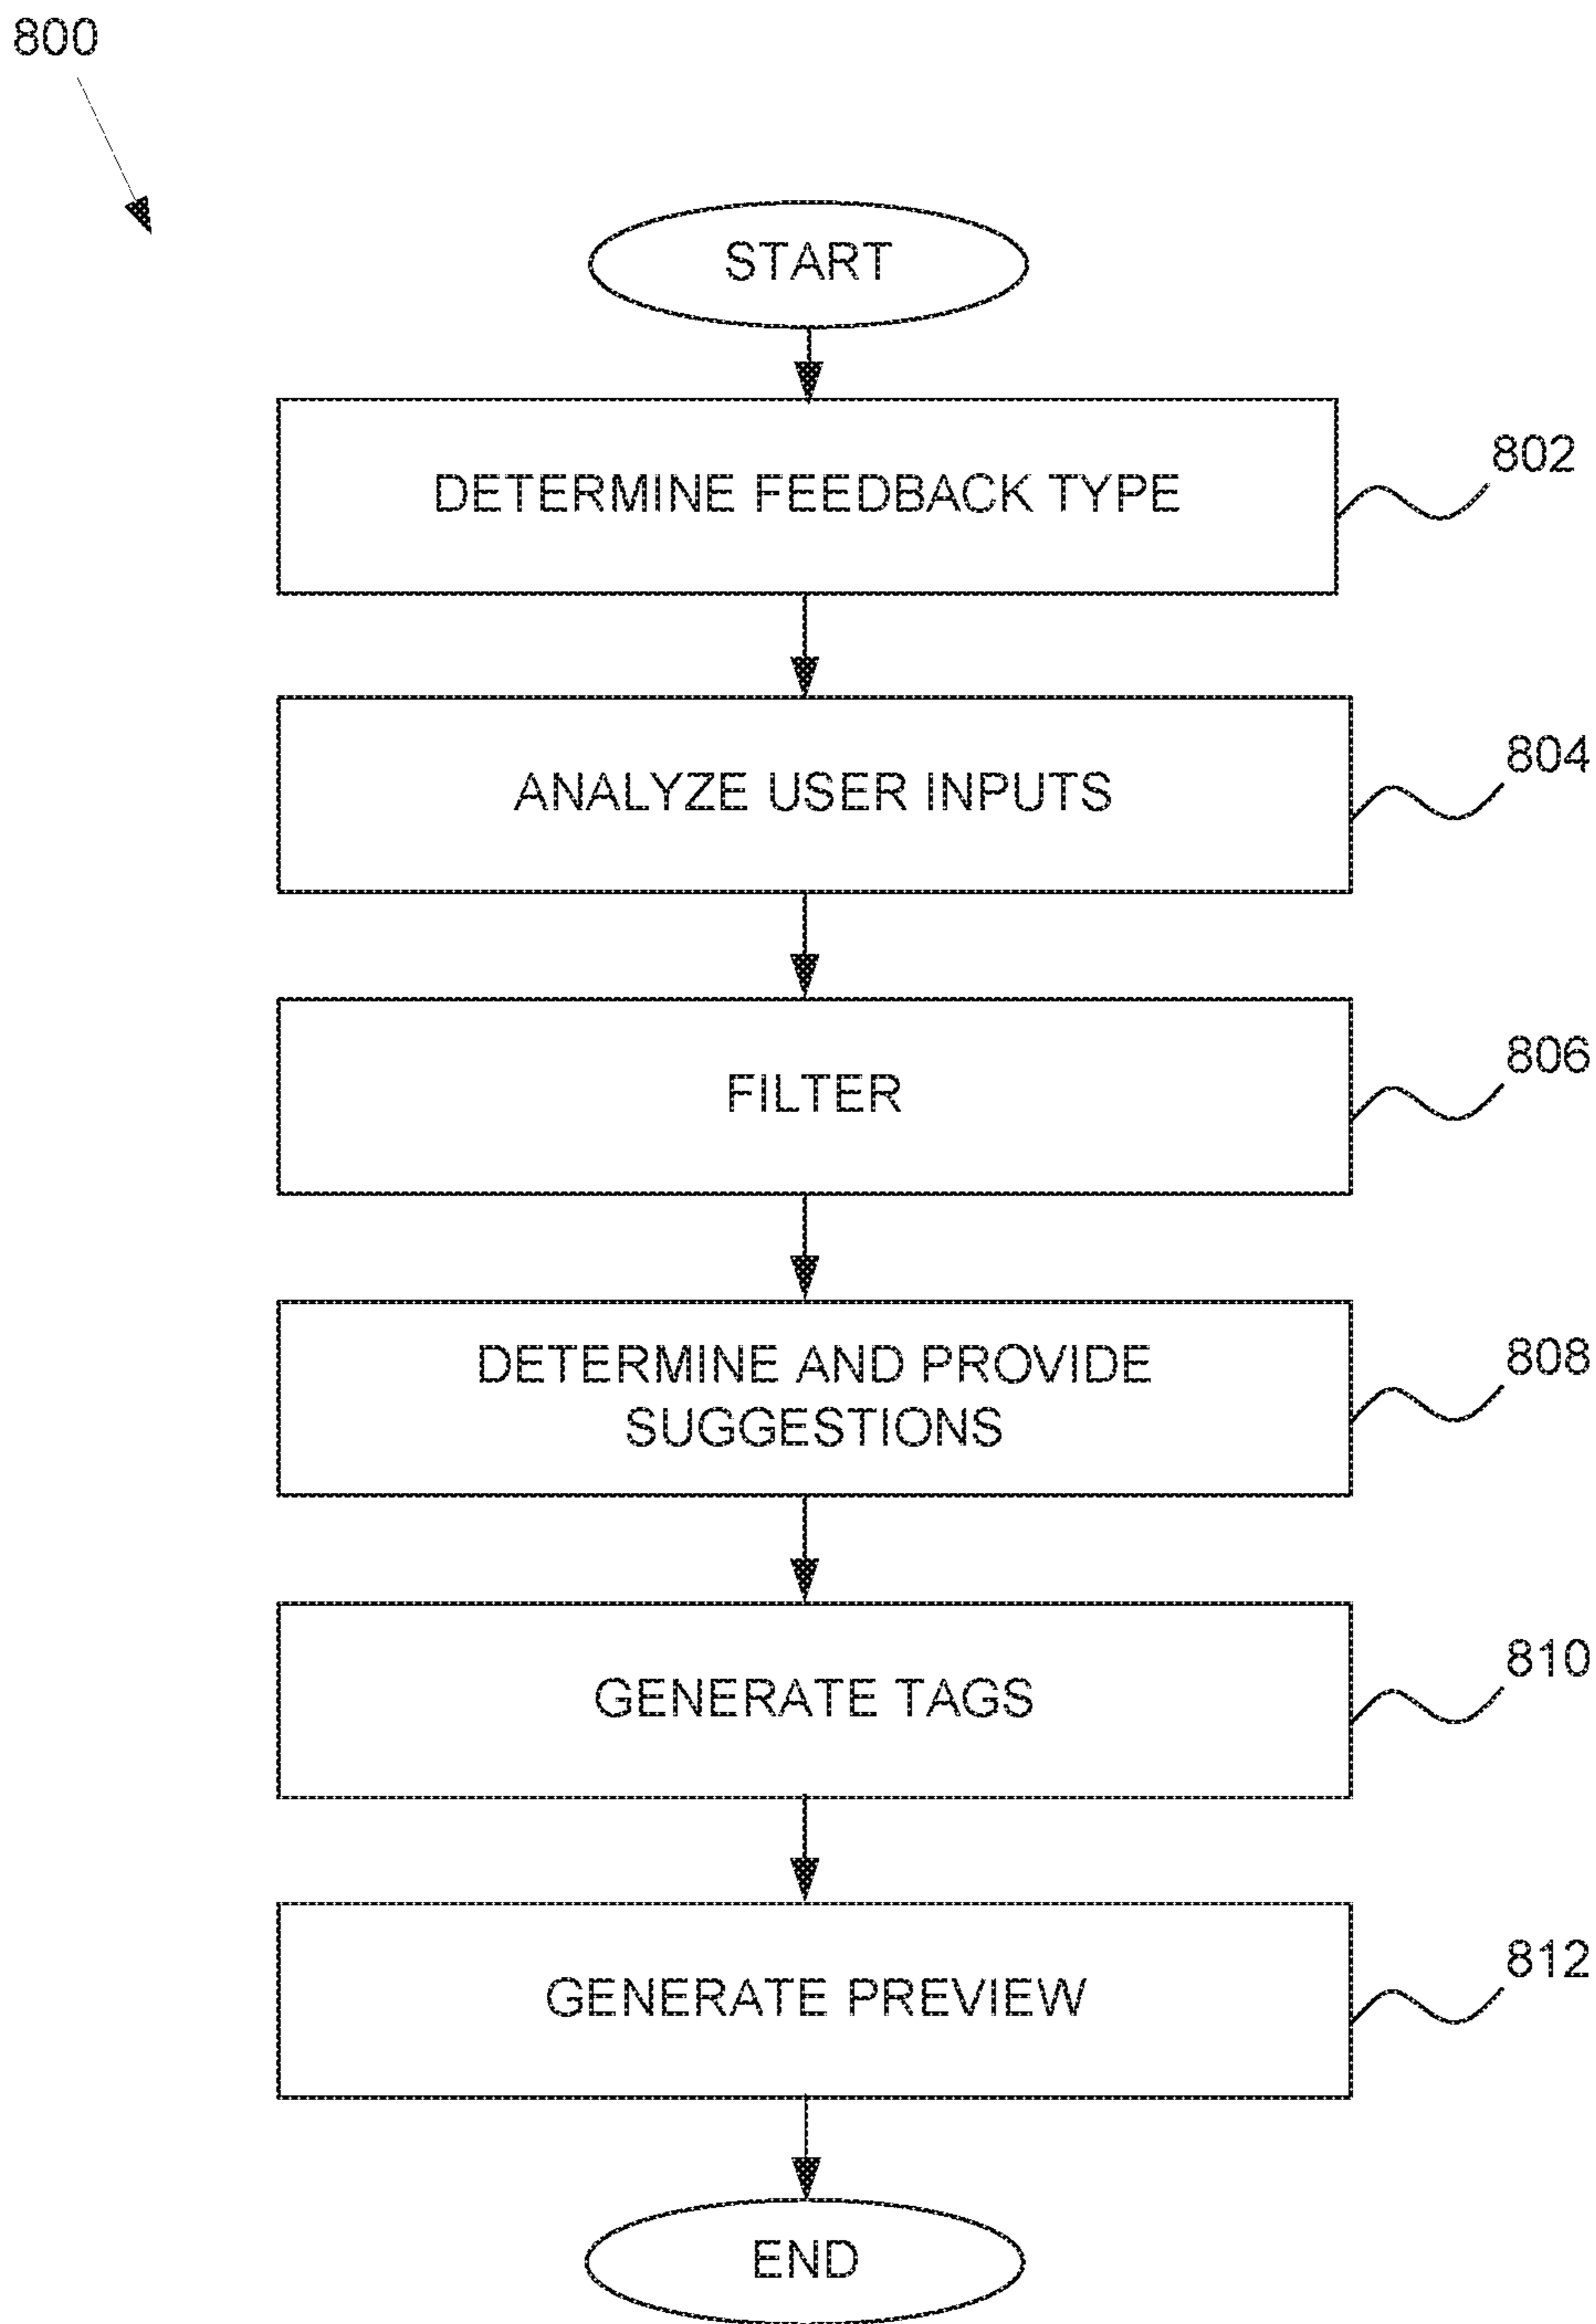 800
START
DETERMINE FEEDBACK TYPE
802
ANALYZE USER INPUTS
804
FILTER
806
DETERMINE AND PROVIDE
SUGGESTIONS
808
GENERATE TAGS
810
GENERATE PREVIEW
812
END